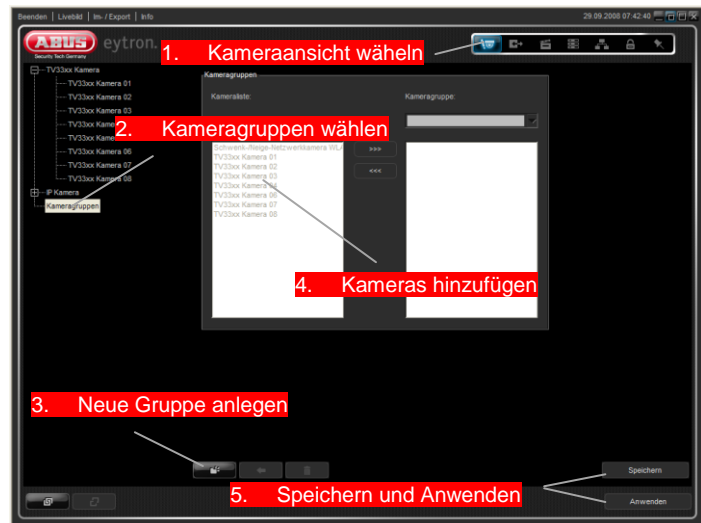 Beenden | Livebild | Im- / Export | Info
29.09.2008 07:42:40
ABUS
Security Tech Germany
eytron.
1. Kameraansicht wäheln
TV33xx Kamera
TV33xx Kamera 01
TV33xx Kamera 02
TV33xx Kamera 03
TV33xx Kamera 06
TV33xx Kamera 07
TV33xx Kamera 08
IP Kamera
Kameragruppen
2. Kameragruppen wählen
Kameragruppen
Kameraliste:
Kameragruppe:
Schwenk-/Neige-Netzwerkkamera WLA
TV33xx Kamera 01
TV33xx Kamera 02
TV33xx Kamera 03
TV33xx Kamera 04
TV33xx Kamera 06
TV33xx Kamera 07
TV33xx Kamera 08
>>>
<<<
4. Kameras hinzufügen
3. Neue Gruppe anlegen
5. Speichern und Anwenden
Speichern
Anwenden